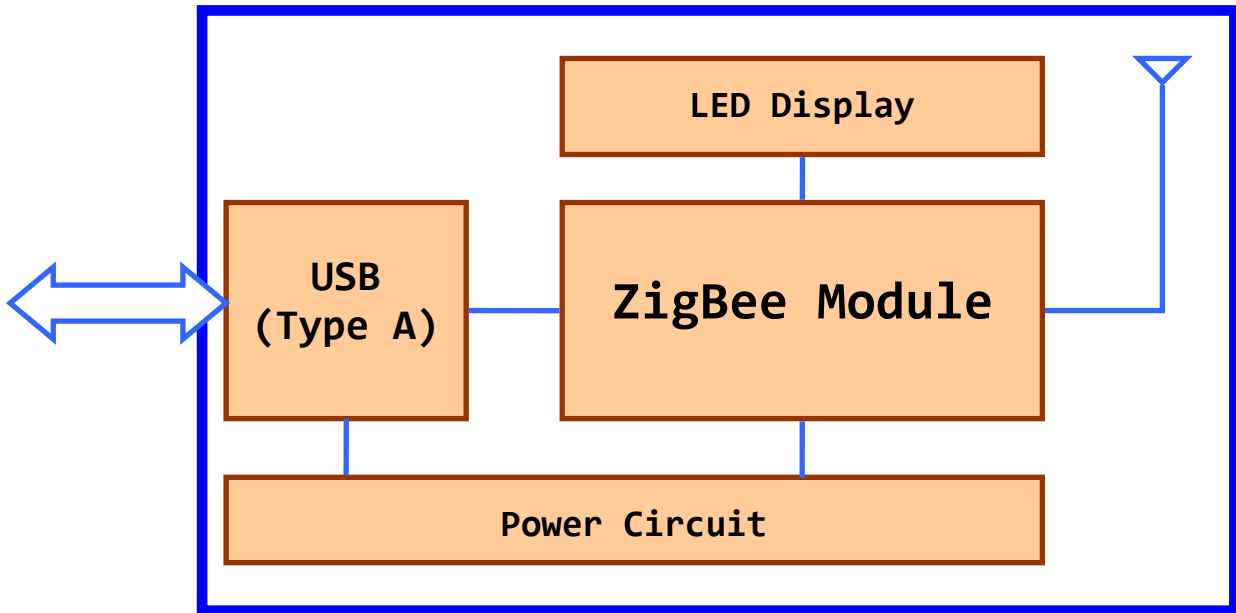 LED Display
USB
(Type A)
ZigBee Module
Power Circuit